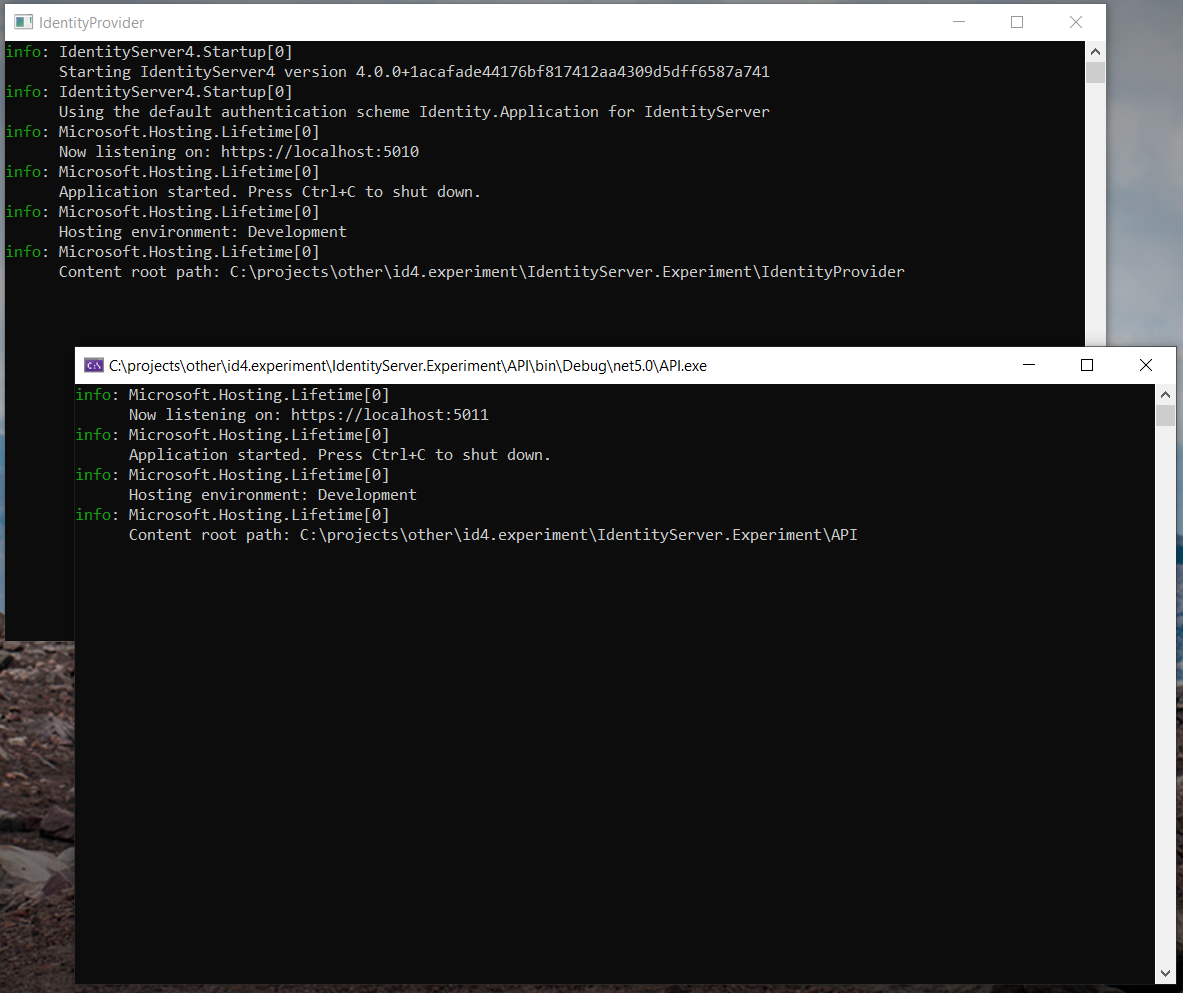 IdentityProvider
info: IdentityServer4.Startup[0]
Starting IdentityServer4 version 4.0.0+1acafade44176bf817412aa4309d5dff6587a741
info: IdentityServer4.Startup[0]
Using the default authentication scheme Identity.Application for IdentityServer
info: Microsoft.Hosting.Lifetime[0]
Now listening on: https://localhost:5010
info: Microsoft.Hosting.Lifetime[0]
Application started. Press Ctrl+C to shut down.
info: Microsoft.Hosting.Lifetime[0]
Hosting environment: Development
info: Microsoft.Hosting.Lifetime[0]
Content root path: C:\projects\other\id4.experiment\IdentityServer.Experiment\IdentityProvider
C:\projects\other\id4.experiment\IdentityServer.Experiment\API\bin\Debug\net5.0\API.exe
info: Microsoft.Hosting.Lifetime[0]
Now listening on: https://localhost:5011
info: Microsoft.Hosting.Lifetime[0]
Application started. Press Ctrl+C to shut down.
info: Microsoft.Hosting.Lifetime[0]
Hosting environment: Development
info: Microsoft.Hosting.Lifetime[0]
Content root path: C:\projects\other\id4.experiment\IdentityServer.Experiment\API